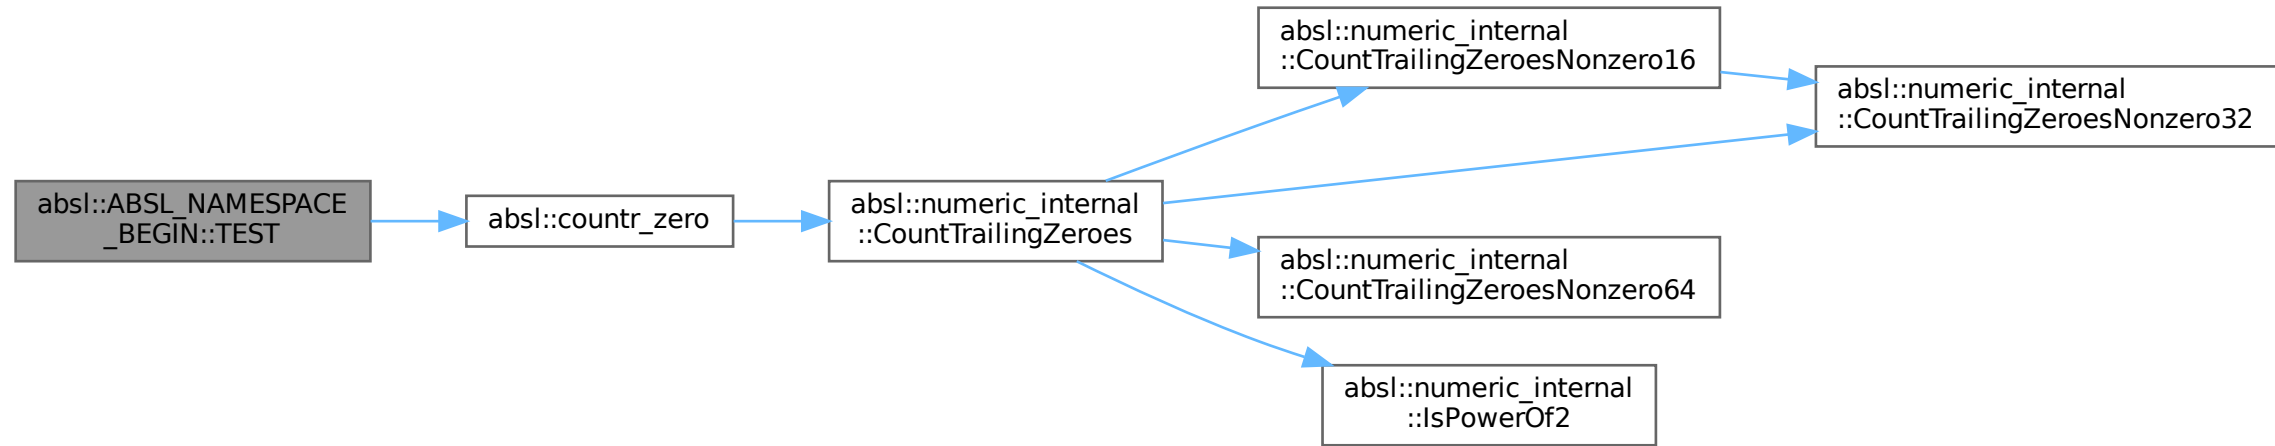 absl::ABSL_NAMESPACE
_BEGIN::TEST
absl::countr_zero
absl::numeric_internal
::CountTrailingZeroes
absl::numeric_internal
::CountTrailingZeroesNonzero16
absl::numeric_internal
::CountTrailingZeroesNonzero32
absl::numeric_internal
::CountTrailingZeroesNonzero64
absl::numeric_internal
::IsPowerOf2